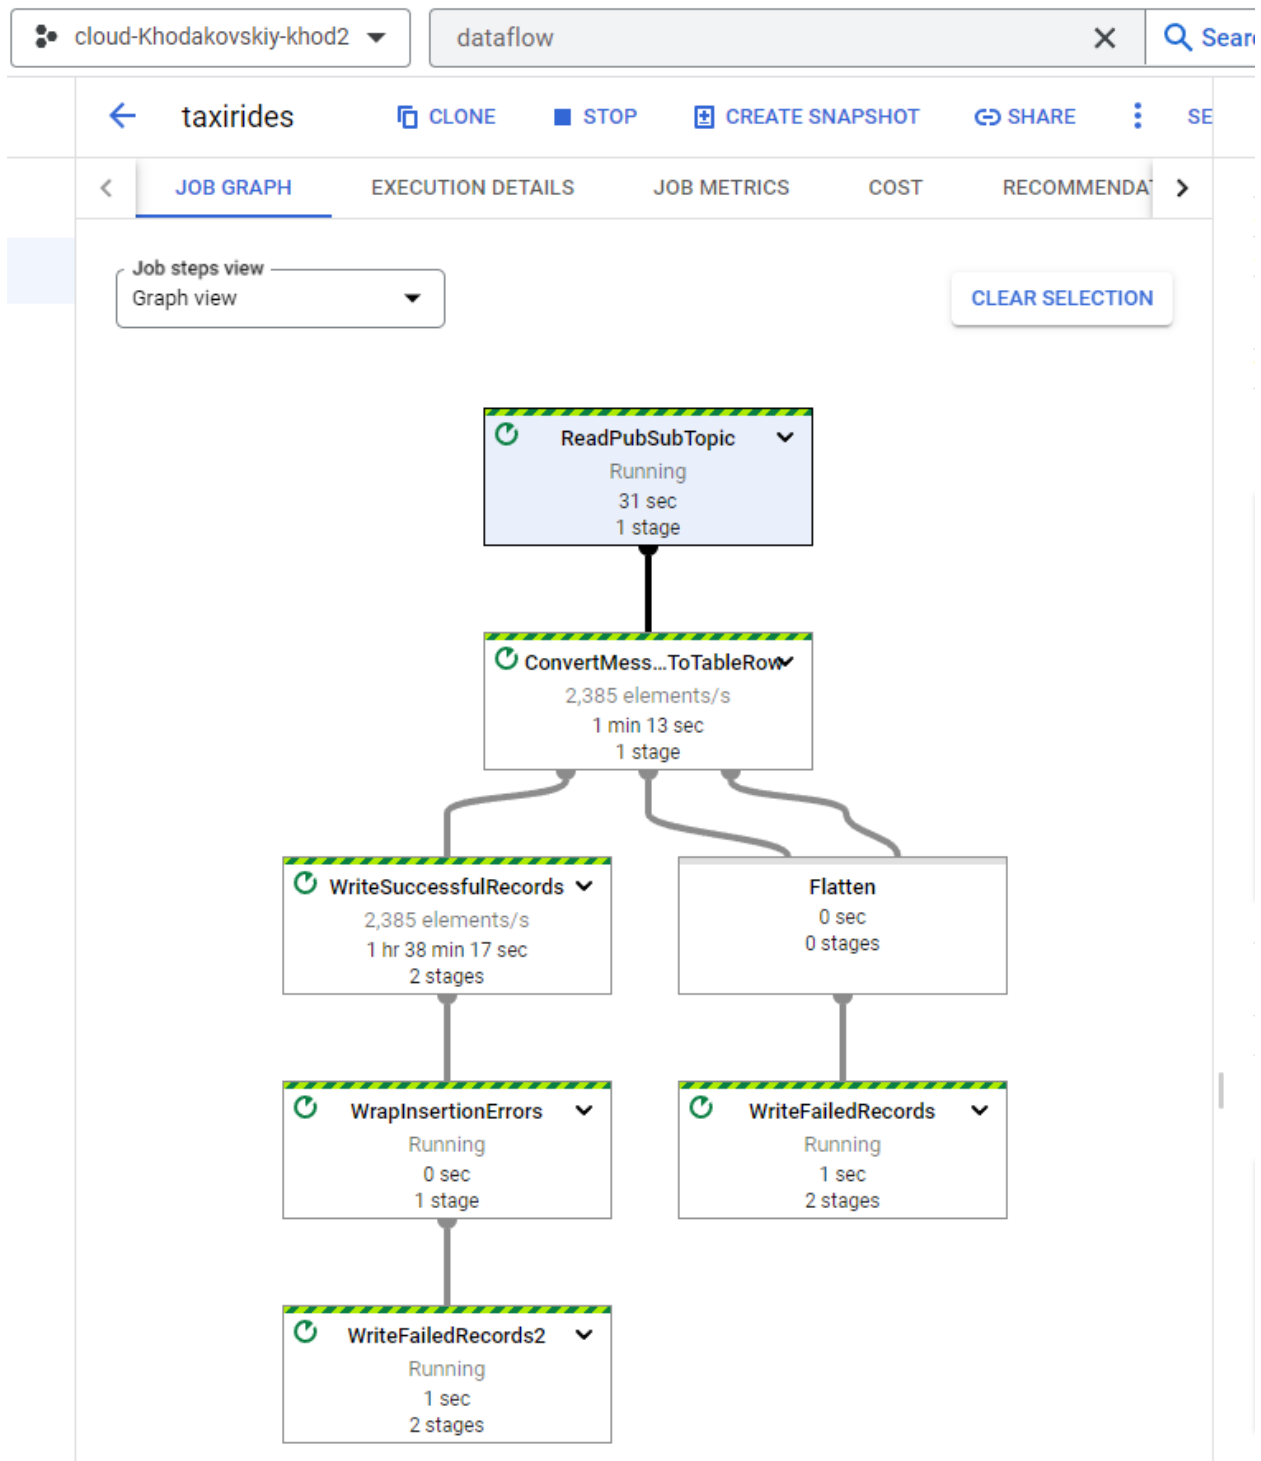 cloud-Khodakovskiy-khod2
dataflow
Sear
taxirides
CLONE
STOP
CREATE SNAPSHOT
SHARE
SE
JOB GRAPH
EXECUTION DETAILS
JOB METRICS
COST
RECOMMENDAT
Job steps view
Graph view
CLEAR SELECTION
ReadPubSubTopic
Running
31 sec
1 stage
ConvertMess...ToTableRow
2,385 elements/s
1 min 13 sec
1 stage
WriteSuccessfulRecords
2,385 elements/s
1 hr 38 min 17 sec
2 stages
Flatten
0 sec
0 stages
WrapInsertionErrors
Running
0 sec
1 stage
WriteFailedRecords
Running
1 sec
2 stages
WriteFailedRecords2
Running
1 sec
2 stages